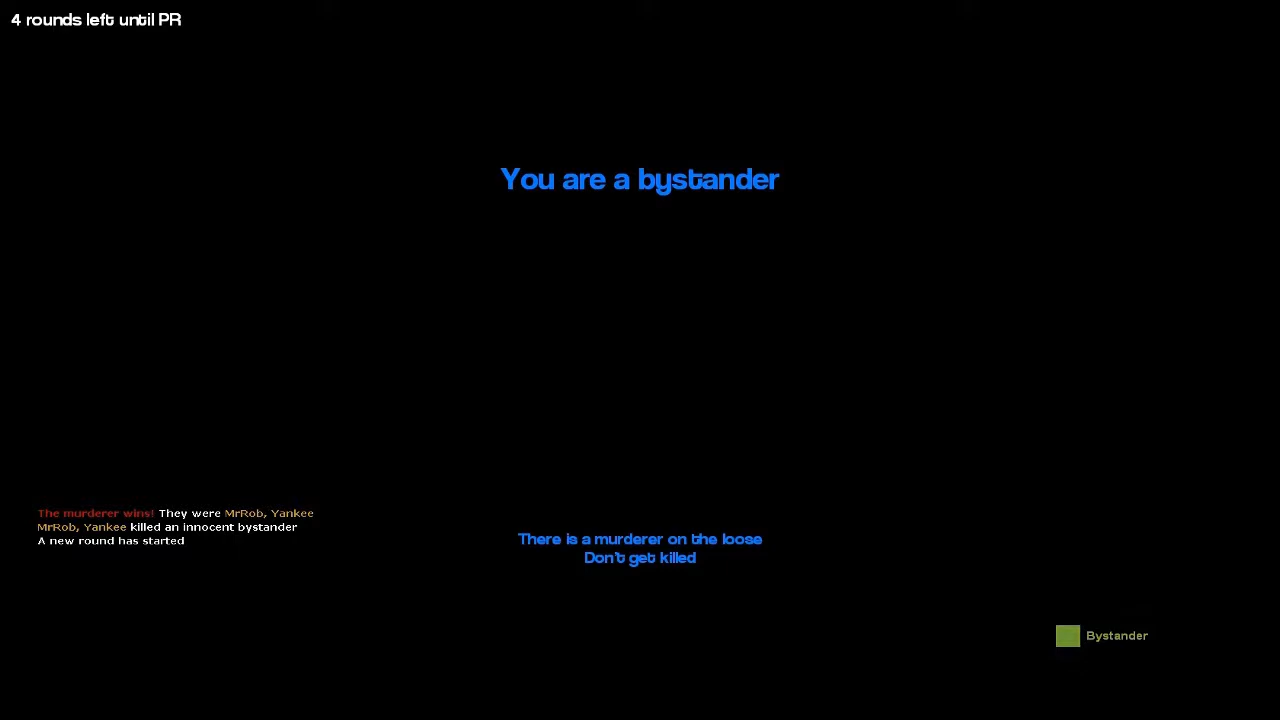 4 rounds left until PR
You are a bystander
The murderer wins! They were MrRob, Yankee
MrRob, Yankee killed an innocent bystander
A new round has started
There is a murderer on the loose
Don't get killed
Bystander